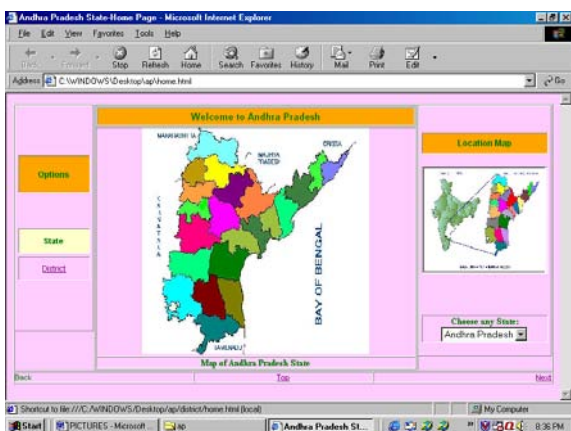 Andhra Pradesh State-Home Page - Microsoft Internet Explorer
File Edit View Favorites Tools Help
Back Forward Stop Refresh Home Search Favorites History Mail Print Edit
Address C:\WINDOWS\Desktop\ap\home.html Go
Welcome to Andhra Pradesh
Options
State
District
MADHYA PRADESH
ORISSA
KARNATAKA
BAY OF BENGAL
TAMILNADU
Map of Andhra Pradesh State
Location Map
Choose any State:
Andhra Pradesh
Back Top Next
Shortcut to file:///C:/WINDOWS/Desktop/ap/district/home.html (local) My Computer
Start PICTURES - Microsoft ... ap Andhra Pradesh St... 8:36 PM